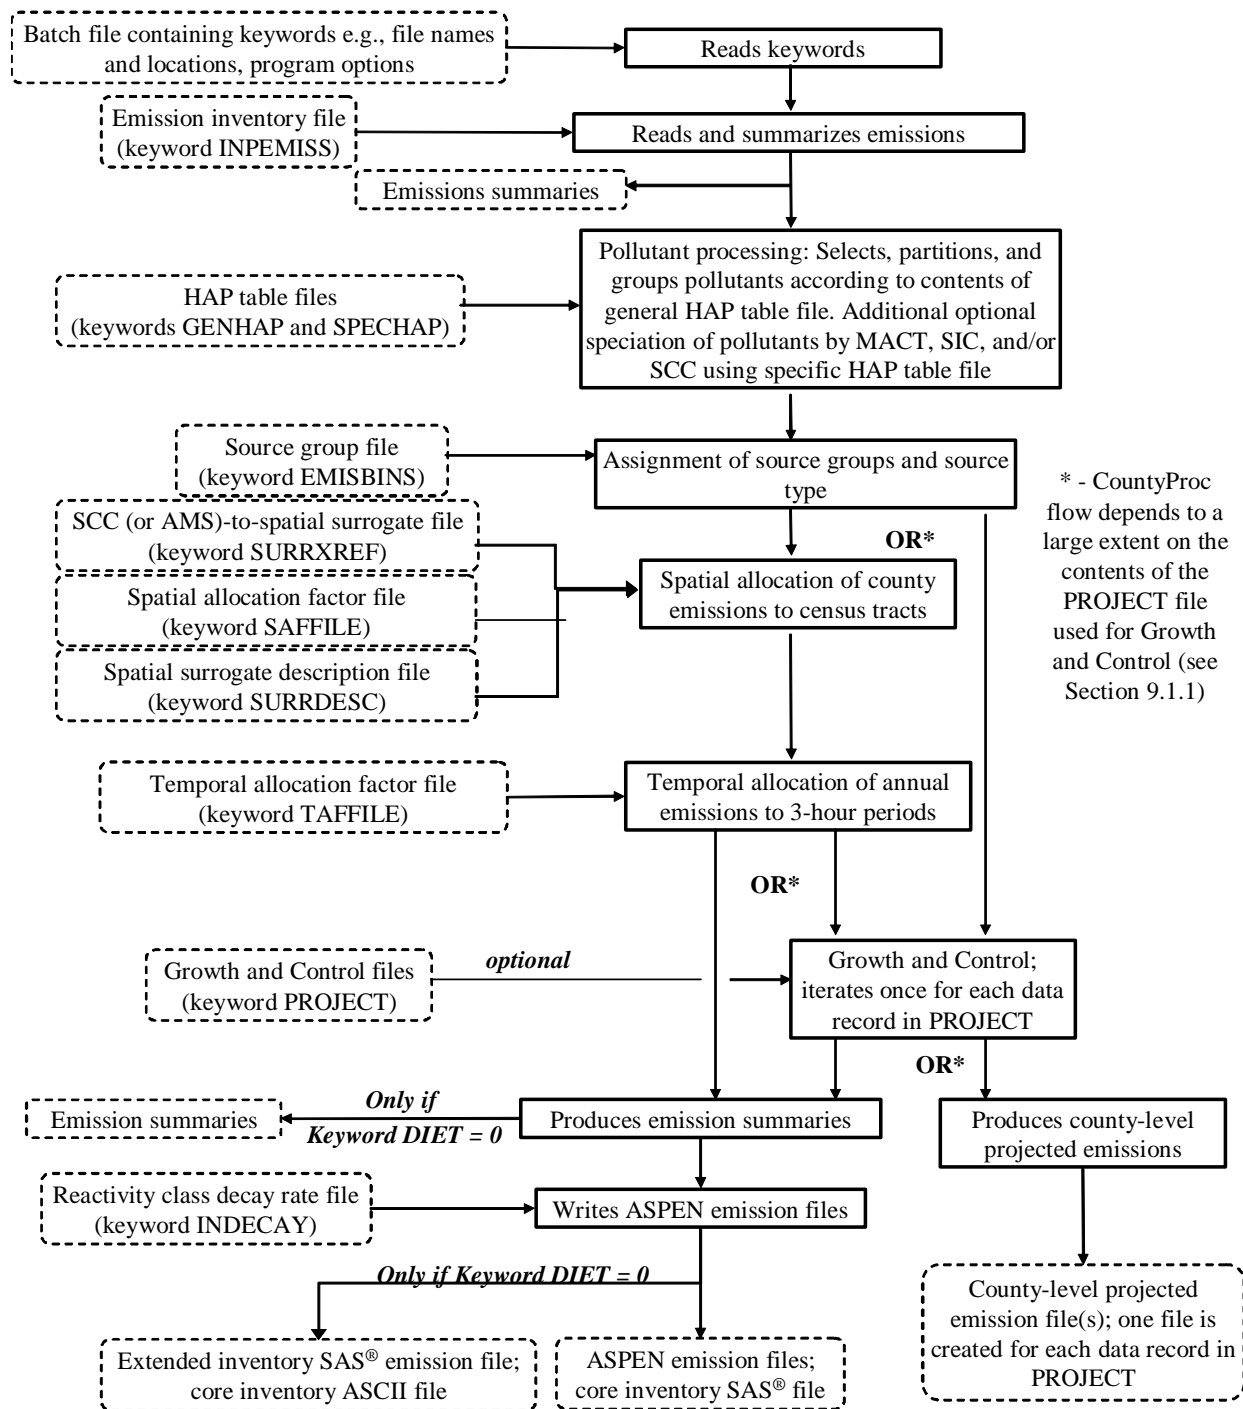 Batch file containing keywords e.g., file names
and locations, program options
Reads keywords
Emission inventory file
(keyword INPEMISS)
Reads and summarizes emissions
Emissions summaries
Pollutant processing: Selects, partitions, and
groups pollutants according to contents of
general HAP table file. Additional optional
speciation of pollutants by MACT, SIC, and/or
SCC using specific HAP table file
HAP table files
(keywords GENHAP and SPECHAP)
Source group file
(keyword EMISBINS)
Assignment of source groups and source
type
* - CountyProc
flow depends to a
large extent on the
contents of the
PROJECT file
used for Growth
and Control (see
Section 9.1.1)
SCC (or AMS)-to-spatial surrogate file
(keyword SURRXREF)
OR*
Spatial allocation of county
emissions to census tracts
Spatial allocation factor file
(keyword SAFFILE)
Spatial surrogate description file
(keyword SURRDESC)
Temporal allocation factor file
(keyword TAFFILE)
Temporal allocation of annual
emissions to 3-hour periods
OR*
Growth and Control files
(keyword PROJECT)
optional
Growth and Control;
iterates once for each data
record in PROJECT
OR*
Emission summaries
Only if
Keyword DIET = 0
Produces emission summaries
Produces county-level
projected emissions
Reactivity class decay rate file
(keyword INDECAY)
Writes ASPEN emission files
Only if Keyword DIET = 0
Extended inventory SAS® emission file;
core inventory ASCII file
ASPEN emission files;
core inventory SAS® file
County-level projected
emission file(s); one file is
created for each data record in
PROJECT